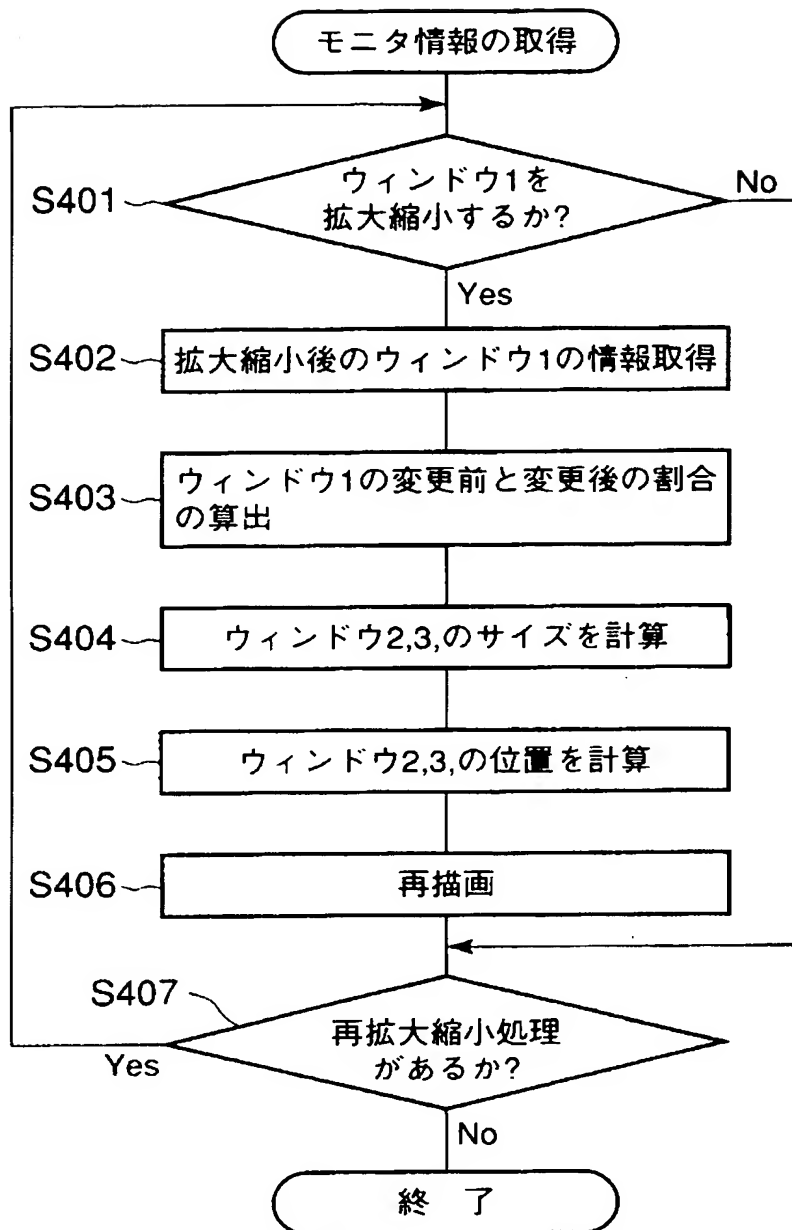 モニタ情報の取得
S401
ウィンドウ1を
拡大縮小するか?
No
Yes
S402
拡大縮小後のウィンドウ1の情報取得
S403
ウィンドウ1の変更前と変更後の割合
の算出
S404
ウィンドウ2,3,のサイズを計算
S405
ウィンドウ2,3,の位置を計算
S406
再描画
S407
再拡大縮小処理
があるか?
Yes
No
終 了